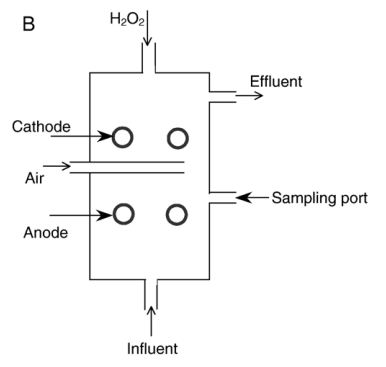 B
H₂O₂
Effluent
Cathode
Air
Sampling port
Anode
Influent